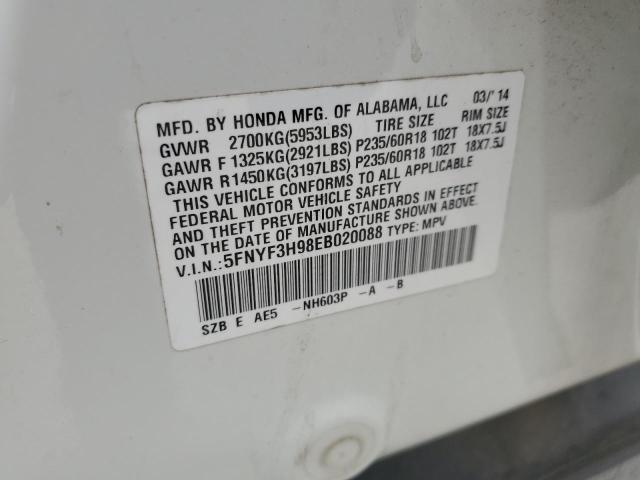 MFD. BY HONDA MFG. OF ALABAMA, LLC 03/'14
GVWR 2700KG(5953LBS) TIRE SIZE RIM SIZE
GAWR F 1325KG(2921LBS) P235/60R18 102T 18X7.5J
GAWR R1450KG(3197LBS) P235/60R18 102T 18X7.5J
THIS VEHICLE CONFORMS TO ALL APPLICABLE
FEDERAL MOTOR VEHICLE SAFETY
AND THEFT PREVENTION STANDARDS IN EFFECT
ON THE DATE OF MANUFACTURE SHOWN ABOVE.
V.I.N.:5FNYF3H98EB020088 TYPE: MPV
SZB E AE5 -NH603P -A -B